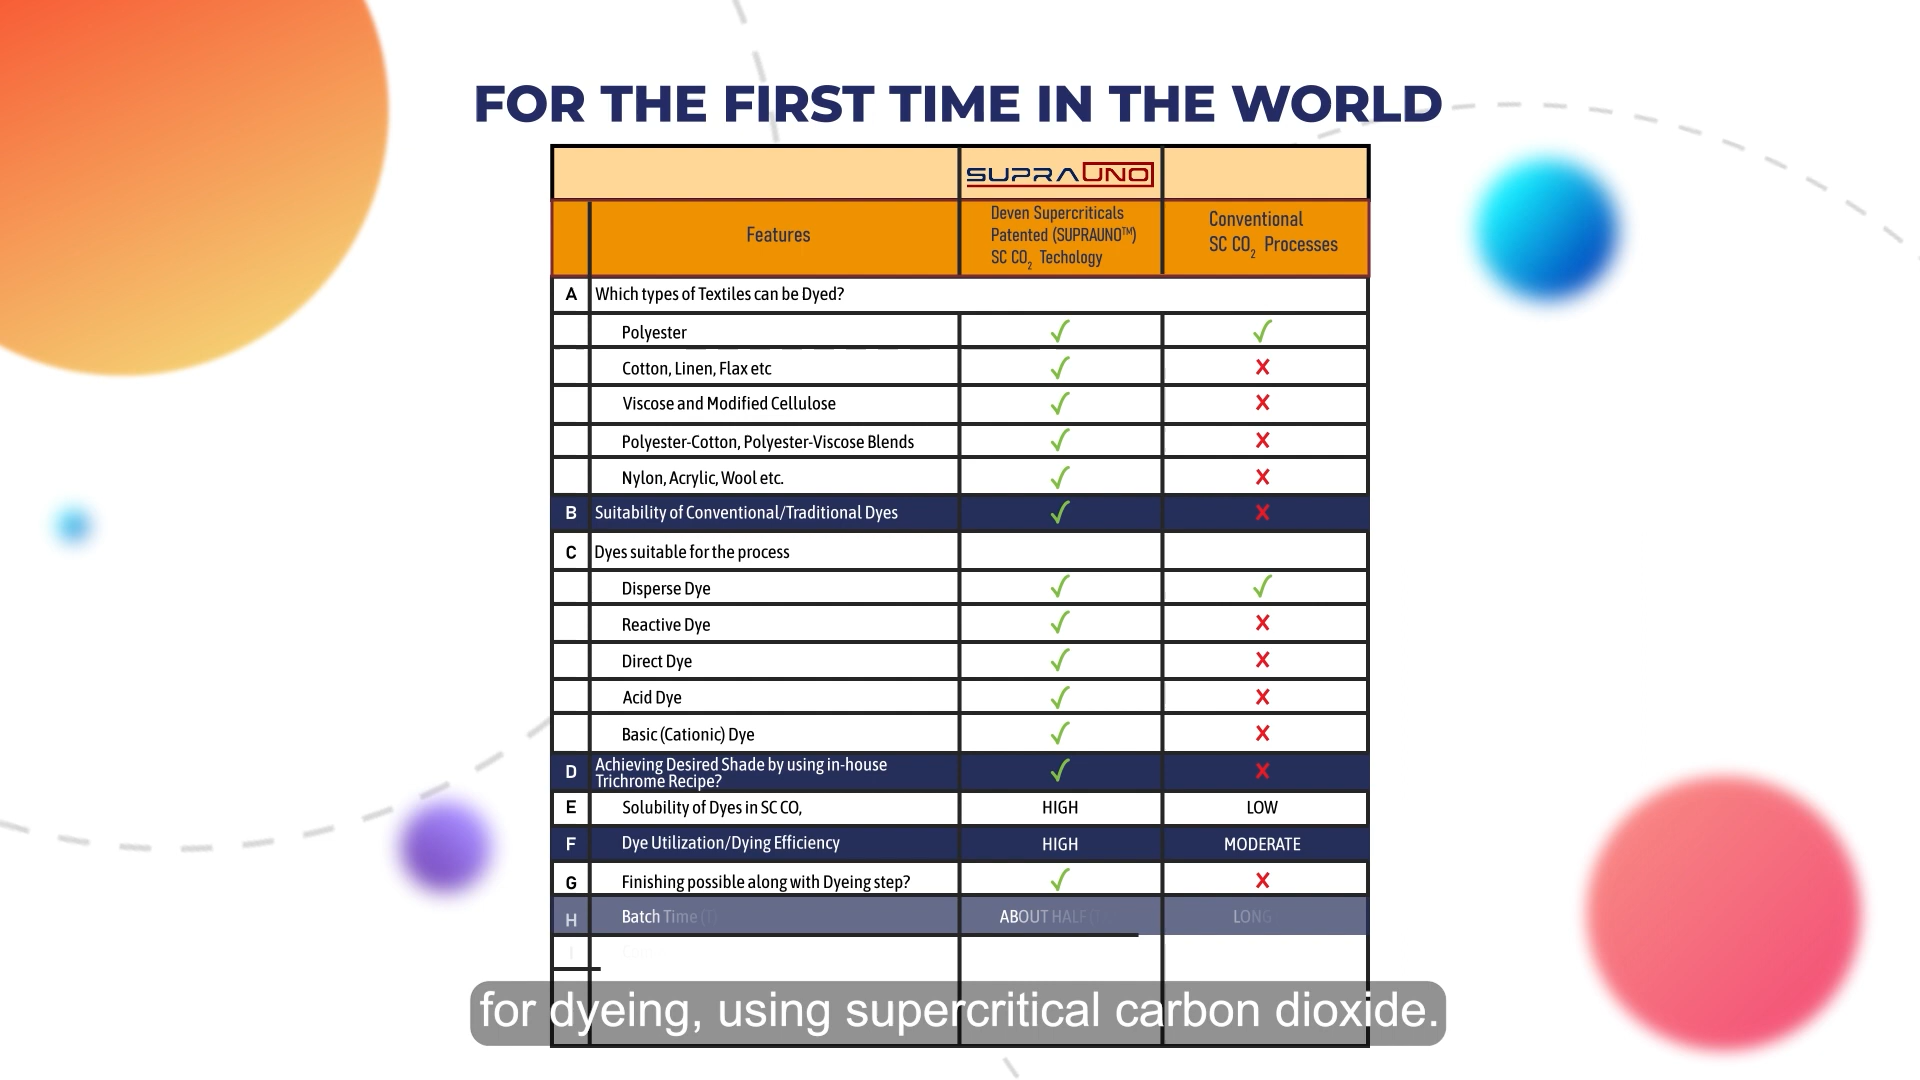 FOR THE FIRST TIME IN THE WORLD
SUPRAUNO
Features
Deven Supercriticals
Patented (SUPRAUNO™)
SC CO₂ Techology
Conventional
SC CO₂ Processes
A Which types of Textiles can be Dyed?
Polyester ✓ ✓
Cotton, Linen, Flax etc ✓ X
Viscose and Modified Cellulose ✓ X
Polyester-Cotton, Polyester-Viscose Blends ✓ X
Nylon, Acrylic, Wool etc. ✓ X
B Suitability of Conventional/Traditional Dyes ✓ X
C Dyes suitable for the process
Disperse Dye ✓ ✓
Reactive Dye ✓ X
Direct Dye ✓ X
Acid Dye ✓ X
Basic (Cationic) Dye ✓ X
D Achieving Desired Shade by using in-house
Trichrome Recipe? ✓ X
E Solubility of Dyes in SC CO, HIGH LOW
F Dye Utilization/Dying Efficiency HIGH MODERATE
G Finishing possible along with Dyeing step? ✓ X
H Batch Time (T) ABOUT HALF (T LONG
I
for dyeing, using supercritical carbon dioxide.